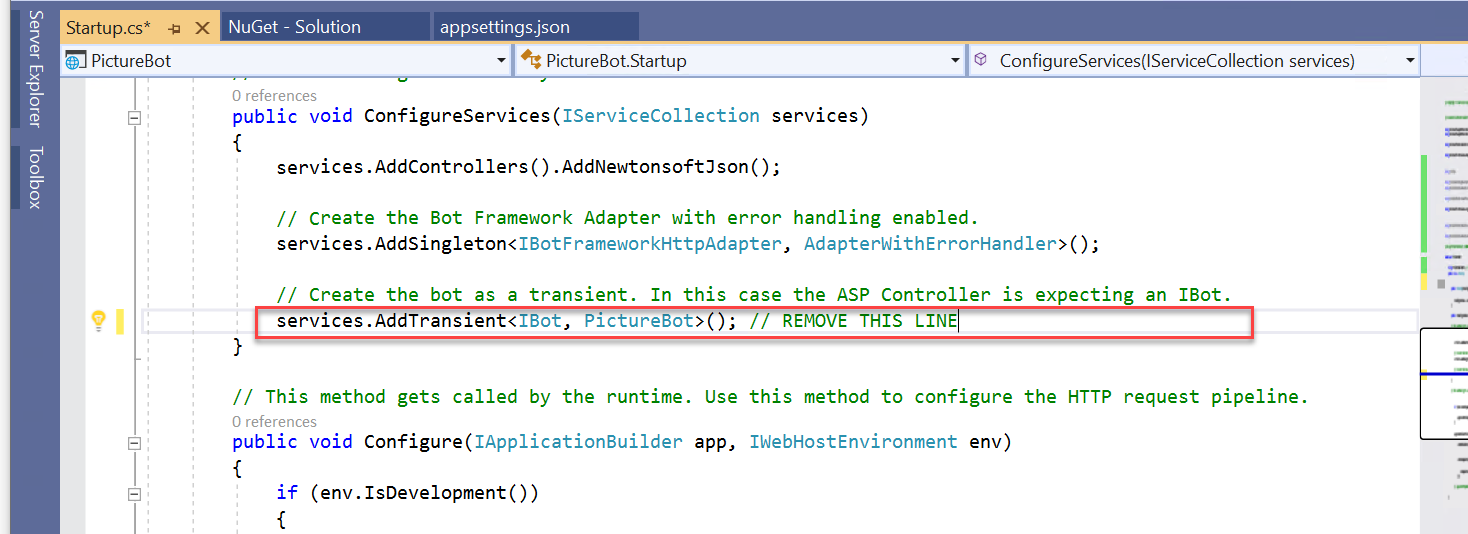 Server Explorer
Toolbox
Startup.cs*
NuGet - Solution
appsettings.json
PictureBot
PictureBot.Startup
ConfigureServices(IServiceCollection services)
0 references
public void ConfigureServices(IServiceCollection services)
{
services.AddControllers().AddNewtonsoftJson();
// Create the Bot Framework Adapter with error handling enabled.
services.AddSingleton<IBotFrameworkHttpAdapter, AdapterWithErrorHandler>();
// Create the bot as a transient. In this case the ASP Controller is expecting an IBot.
services.AddTransient<IBot, PictureBot>(); // REMOVE THIS LINE
}
// This method gets called by the runtime. Use this method to configure the HTTP request pipeline.
0 references
public void Configure(IApplicationBuilder app, IWebHostEnvironment env)
{
if (env.IsDevelopment())
{